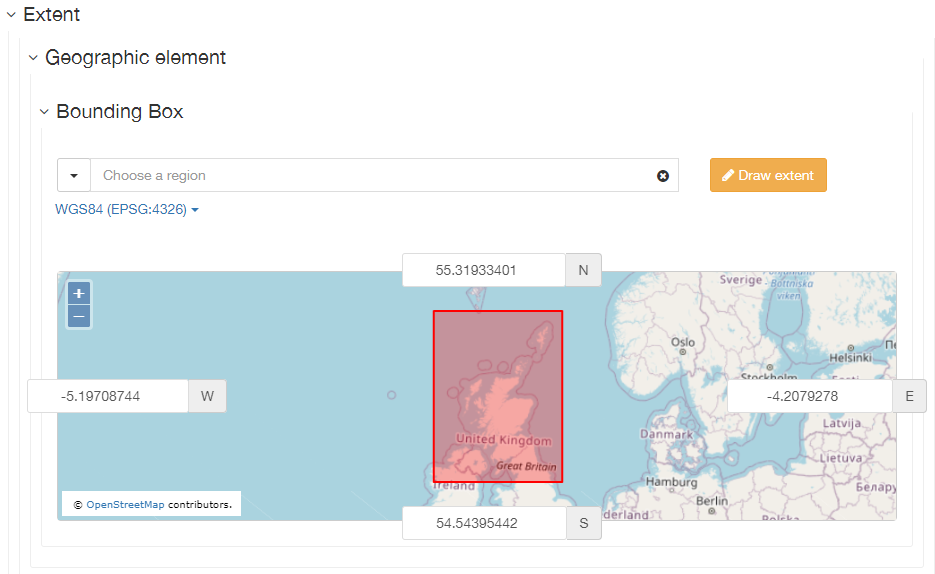 Extent
Geographic element
Bounding Box
Choose a region
Draw extent
WGS84 (EPSG:4326)
55.31933401 N
+
−
Sverige
Bottniska
viken
Oslo
Helsinki
Stockholm
-5.19708744 W
-4.2079278 E
Latvija
United Kingdom
Danmark
Great Britain
Lietuva
Ireland
Hamburg
Berlin
Белару
© OpenStreetMap contributors.
54.54395442 S
derland
Polska